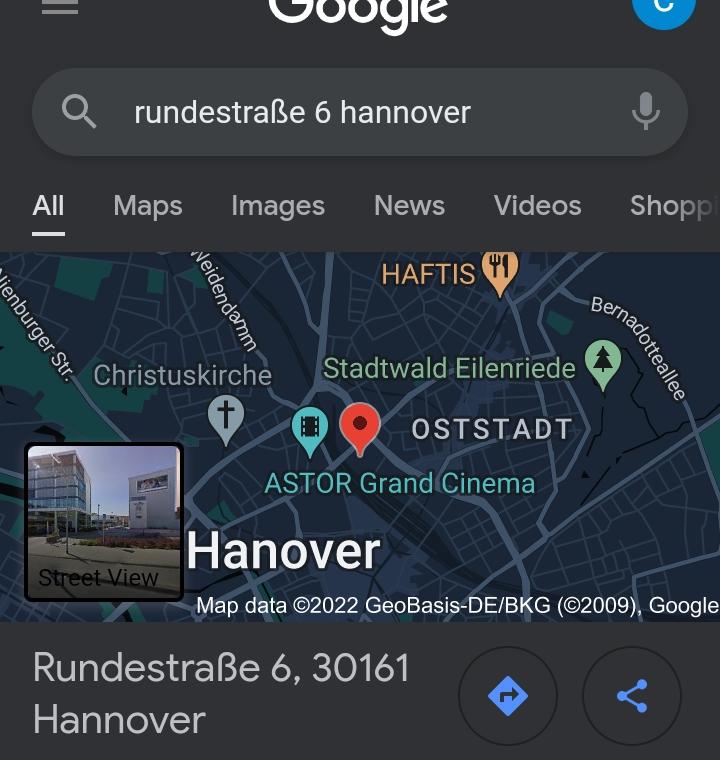 Google
C
rundestraße 6 hannover
All Maps Images News Videos Shopp
HAFTIS
Weidendamm
Nienburger Str.
Bernadotteallee
Christuskirche
Stadtwald Eilenriede
OSTSTADT
ASTOR Grand Cinema
Hanover
Street View
Map data ©2022 GeoBasis-DE/BKG (©2009), Google
Rundestraße 6, 30161
Hannover